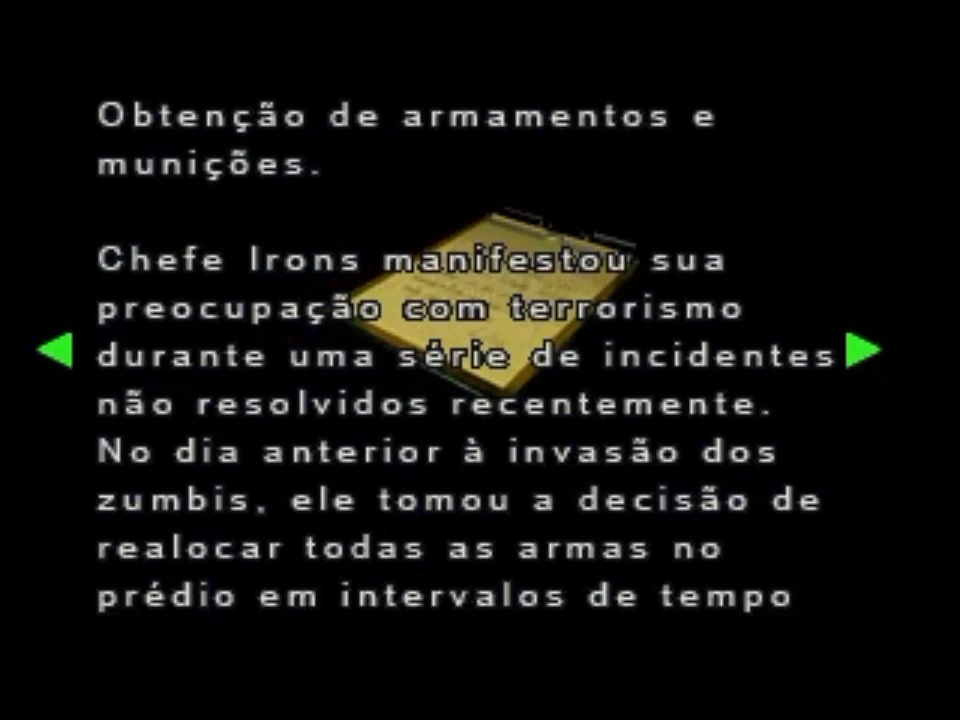 Obtenção de armamentos e
munições.
Chefe Irons manifestou sua
preocupação com terrorismo
durante uma série de incidentes
não resolvidos recentemente.
No dia anterior à invasão dos
zumbis, ele tomou a decisão de
realocar todas as armas no
prédio em intervalos de tempo